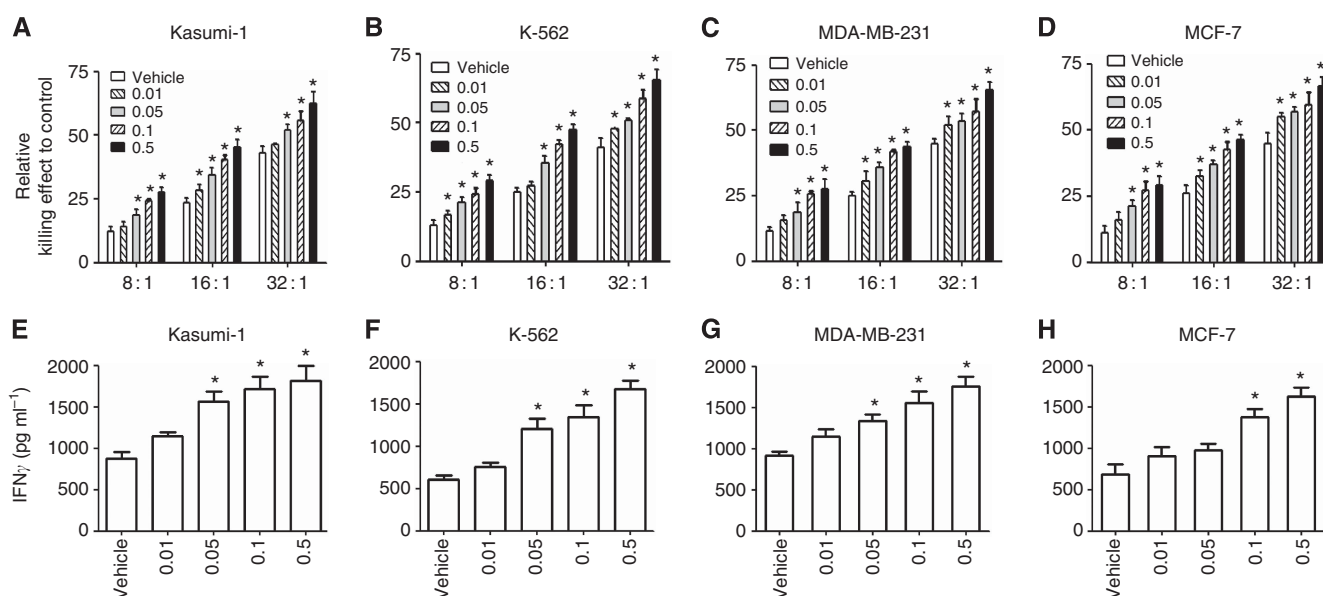 A Kasumi-1
B K-562
C MDA-MB-231
D MCF-7
Relative
killing effect to control
75
50
25
0
Vehicle
0.01
0.05
0.1
0.5
* * *
* * * *
* * *
8 : 1 16 : 1 32 : 1
75
50
25
0
Vehicle
0.01
0.05
0.1
0.5
* * * *
* * *
* * *
8 : 1 16 : 1 32 : 1
75
50
25
0
Vehicle
0.01
0.05
0.1
0.5
* * *
* * * *
* * * *
8 : 1 16 : 1 32 : 1
75
50
25
0
Vehicle
0.01
0.05
0.1
0.5
* * *
* * * *
* * * *
8 : 1 16 : 1 32 : 1
E Kasumi-1
IFNγ (pg ml⁻¹)
2000
1500
1000
500
0
* * *
Vehicle 0.01 0.05 0.1 0.5
F K-562
2000
1500
1000
500
0
* * *
Vehicle 0.01 0.05 0.1 0.5
G MDA-MB-231
2000
1500
1000
500
0
* * *
Vehicle 0.01 0.05 0.1 0.5
H MCF-7
2000
1500
1000
500
0
* *
Vehicle 0.01 0.05 0.1 0.5